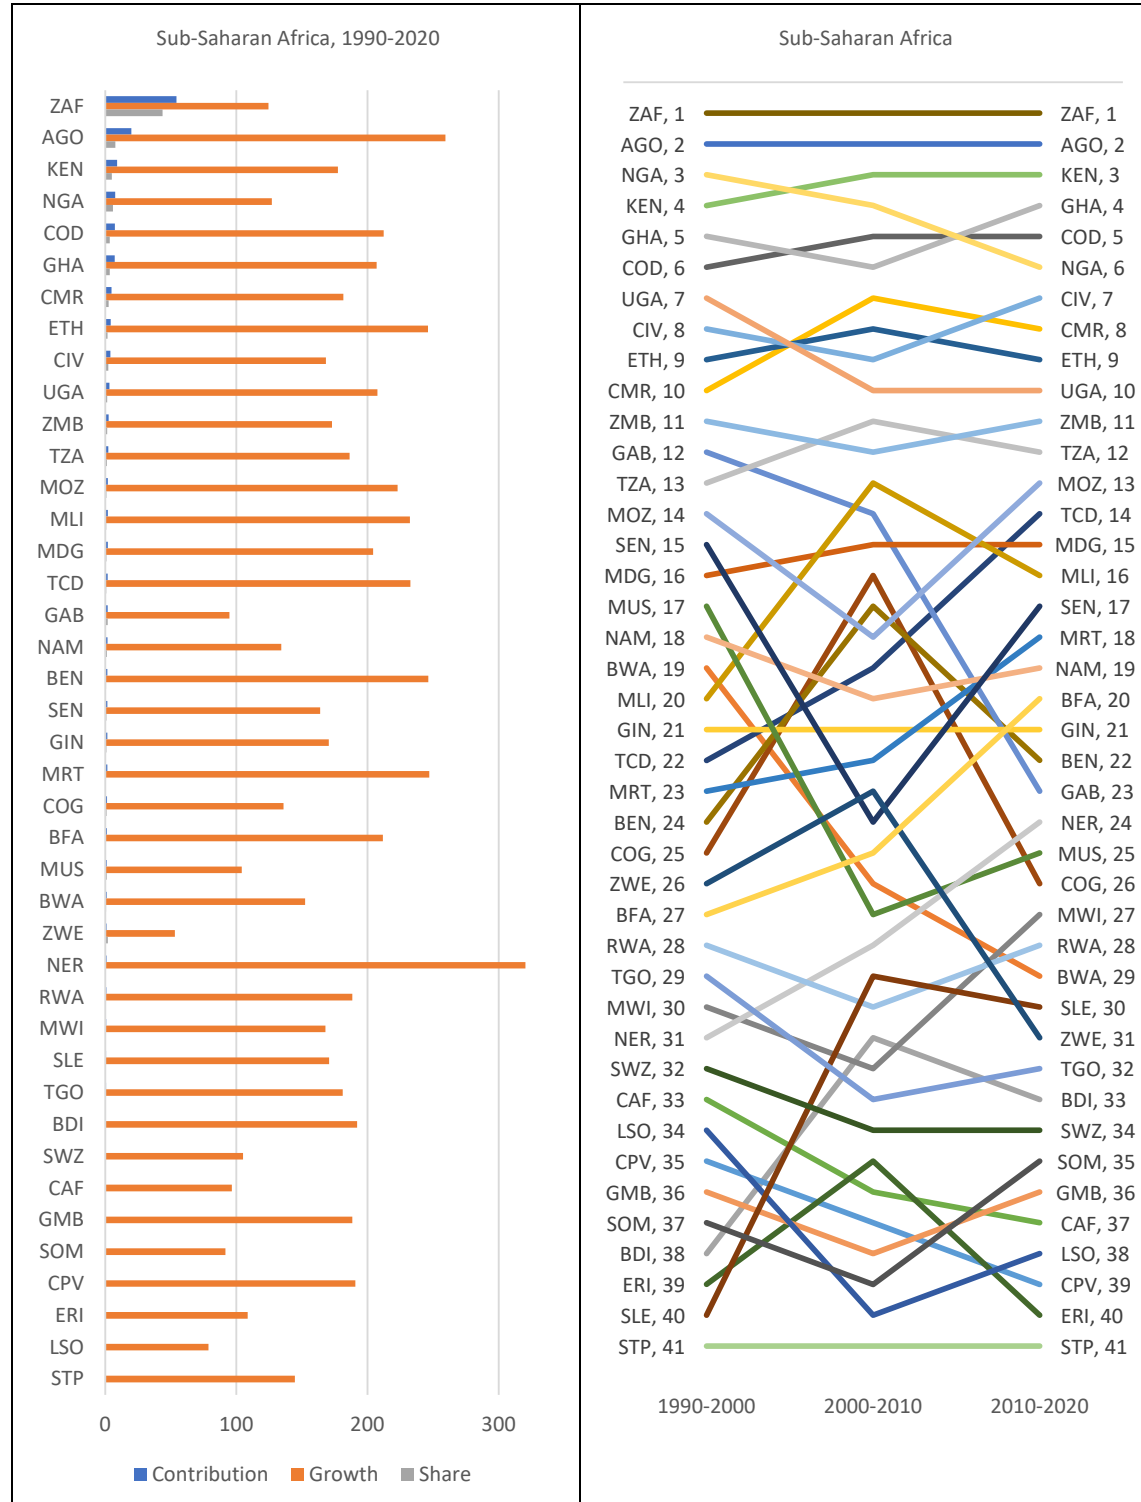 Sub-Saharan Africa, 1990-2020
ZAF
AGO
KEN
NGA
COD
GHA
CMR
ETH
CIV
UGA
ZMB
TZA
MOZ
MLI
MDG
TCD
GAB
NAM
BEN
SEN
GIN
MRT
COG
BFA
MUS
BWA
ZWE
NER
RWA
MWI
SLE
TGO
BDI
SWZ
CAF
GMB
SOM
CPV
ERI
LSO
STP
0 100 200 300
Contribution Growth Share
Sub-Saharan Africa
ZAF, 1 ZAF, 1
AGO, 2 AGO, 2
NGA, 3 KEN, 3
KEN, 4 GHA, 4
GHA, 5 COD, 5
COD, 6 NGA, 6
UGA, 7 CIV, 7
CIV, 8 CMR, 8
ETH, 9 ETH, 9
CMR, 10 UGA, 10
ZMB, 11 ZMB, 11
GAB, 12 TZA, 12
TZA, 13 MOZ, 13
MOZ, 14 TCD, 14
SEN, 15 MDG, 15
MDG, 16 MLI, 16
MUS, 17 SEN, 17
NAM, 18 MRT, 18
BWA, 19 NAM, 19
MLI, 20 BFA, 20
GIN, 21 GIN, 21
TCD, 22 BEN, 22
MRT, 23 GAB, 23
BEN, 24 NER, 24
COG, 25 MUS, 25
ZWE, 26 COG, 26
BFA, 27 MWI, 27
RWA, 28 RWA, 28
TGO, 29 BWA, 29
MWI, 30 SLE, 30
NER, 31 ZWE, 31
SWZ, 32 TGO, 32
CAF, 33 BDI, 33
LSO, 34 SWZ, 34
CPV, 35 SOM, 35
GMB, 36 GMB, 36
SOM, 37 CAF, 37
BDI, 38 LSO, 38
ERI, 39 CPV, 39
SLE, 40 ERI, 40
STP, 41 STP, 41
1990-2000 2000-2010 2010-2020